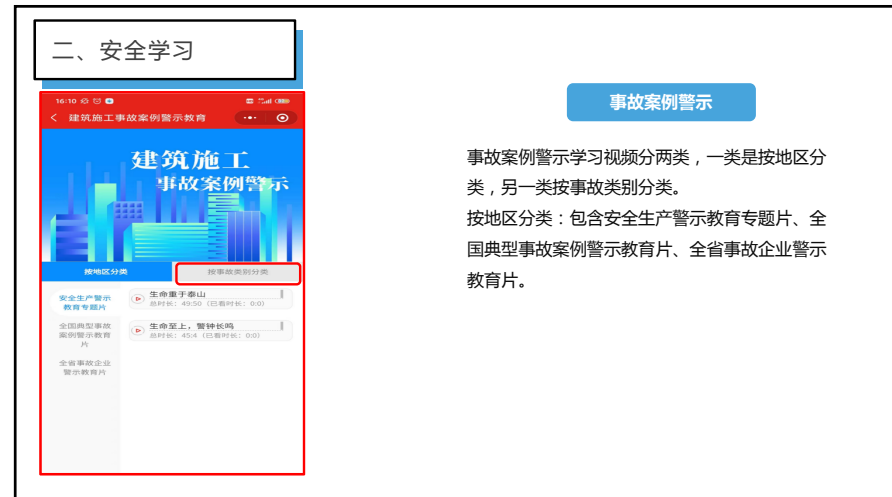 二、安全学习
16:10
建筑施工事故案例警示教育
建筑施工
事故案例警示
按地区分类
按事故类别分类
安全生产警示
教育专题片
全国典型事故
案例警示教育
片
全省事故企业
警示教育片
生命重于泰山
总时长：49:50（已看时长：0:0）
生命至上，警钟长鸣
总时长：45:4（已看时长：0:0）
事故案例警示
事故案例警示学习视频分两类，一类是按地区分
类，另一类按事故类别分类。
按地区分类：包含安全生产警示教育专题片、全
国典型事故案例警示教育片、全省事故企业警示
教育片。